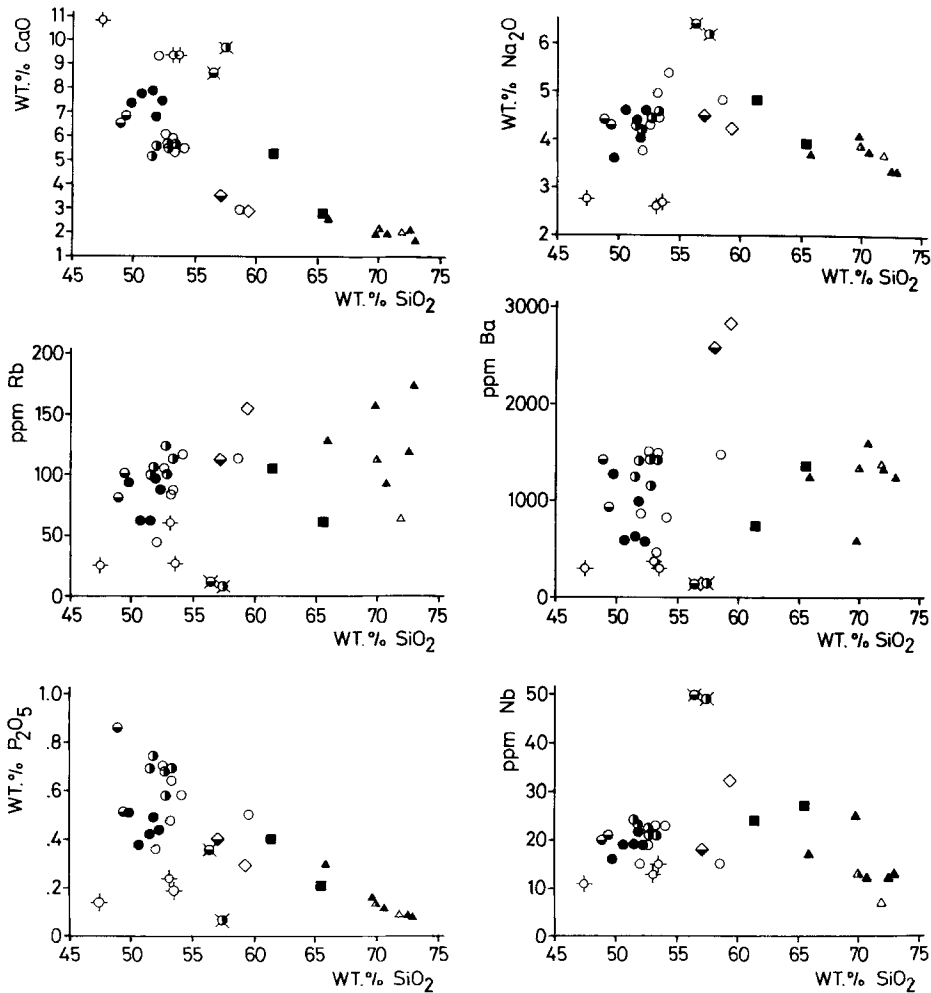 WT.% CaO
11
10
9
8
7
6
5
4
3
2
1
45 50 55 60 65 70 75
WT.% SiO₂
WT.% Na₂O
6
5
4
3
2
45 50 55 60 65 70 75
WT.% SiO₂
ppm Rb
200
150
100
50
0
45 50 55 60 65 70 75
WT.% SiO₂
ppm Ba
3000
2000
1000
0
45 50 55 60 65 70 75
WT.% SiO₂
WT.% P₂O₅
1.0
.8
.6
.4
.2
0
45 50 55 60 65 70 75
WT.% SiO₂
ppm Nb
50
40
30
20
10
0
45 50 55 60 65 70 75
WT.% SiO₂